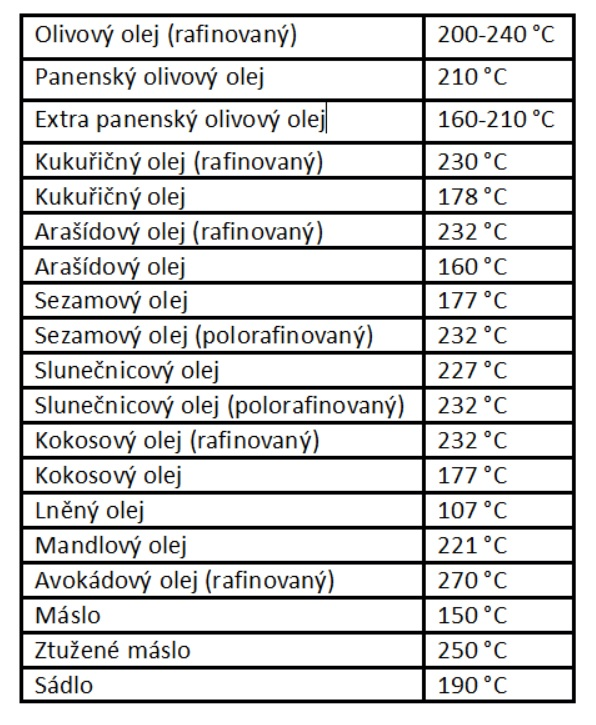 Olivový olej (rafinovaný) 200-240 °C
Panenský olivový olej 210 °C
Extra panenský olivový olej 160-210 °C
Kukuřičný olej (rafinovaný) 230 °C
Kukuřičný olej 178 °C
Arašídový olej (rafinovaný) 232 °C
Arašídový olej 160 °C
Sezamový olej 177 °C
Sezamový olej (polorafinovaný) 232 °C
Slunečnicový olej 227 °C
Slunečnicový olej (polorafinovaný) 232 °C
Kokosový olej (rafinovaný) 232 °C
Kokosový olej 177 °C
Lněný olej 107 °C
Mandlový olej 221 °C
Avokádový olej (rafinovaný) 270 °C
Máslo 150 °C
Ztužené máslo 250 °C
Sádlo 190 °C